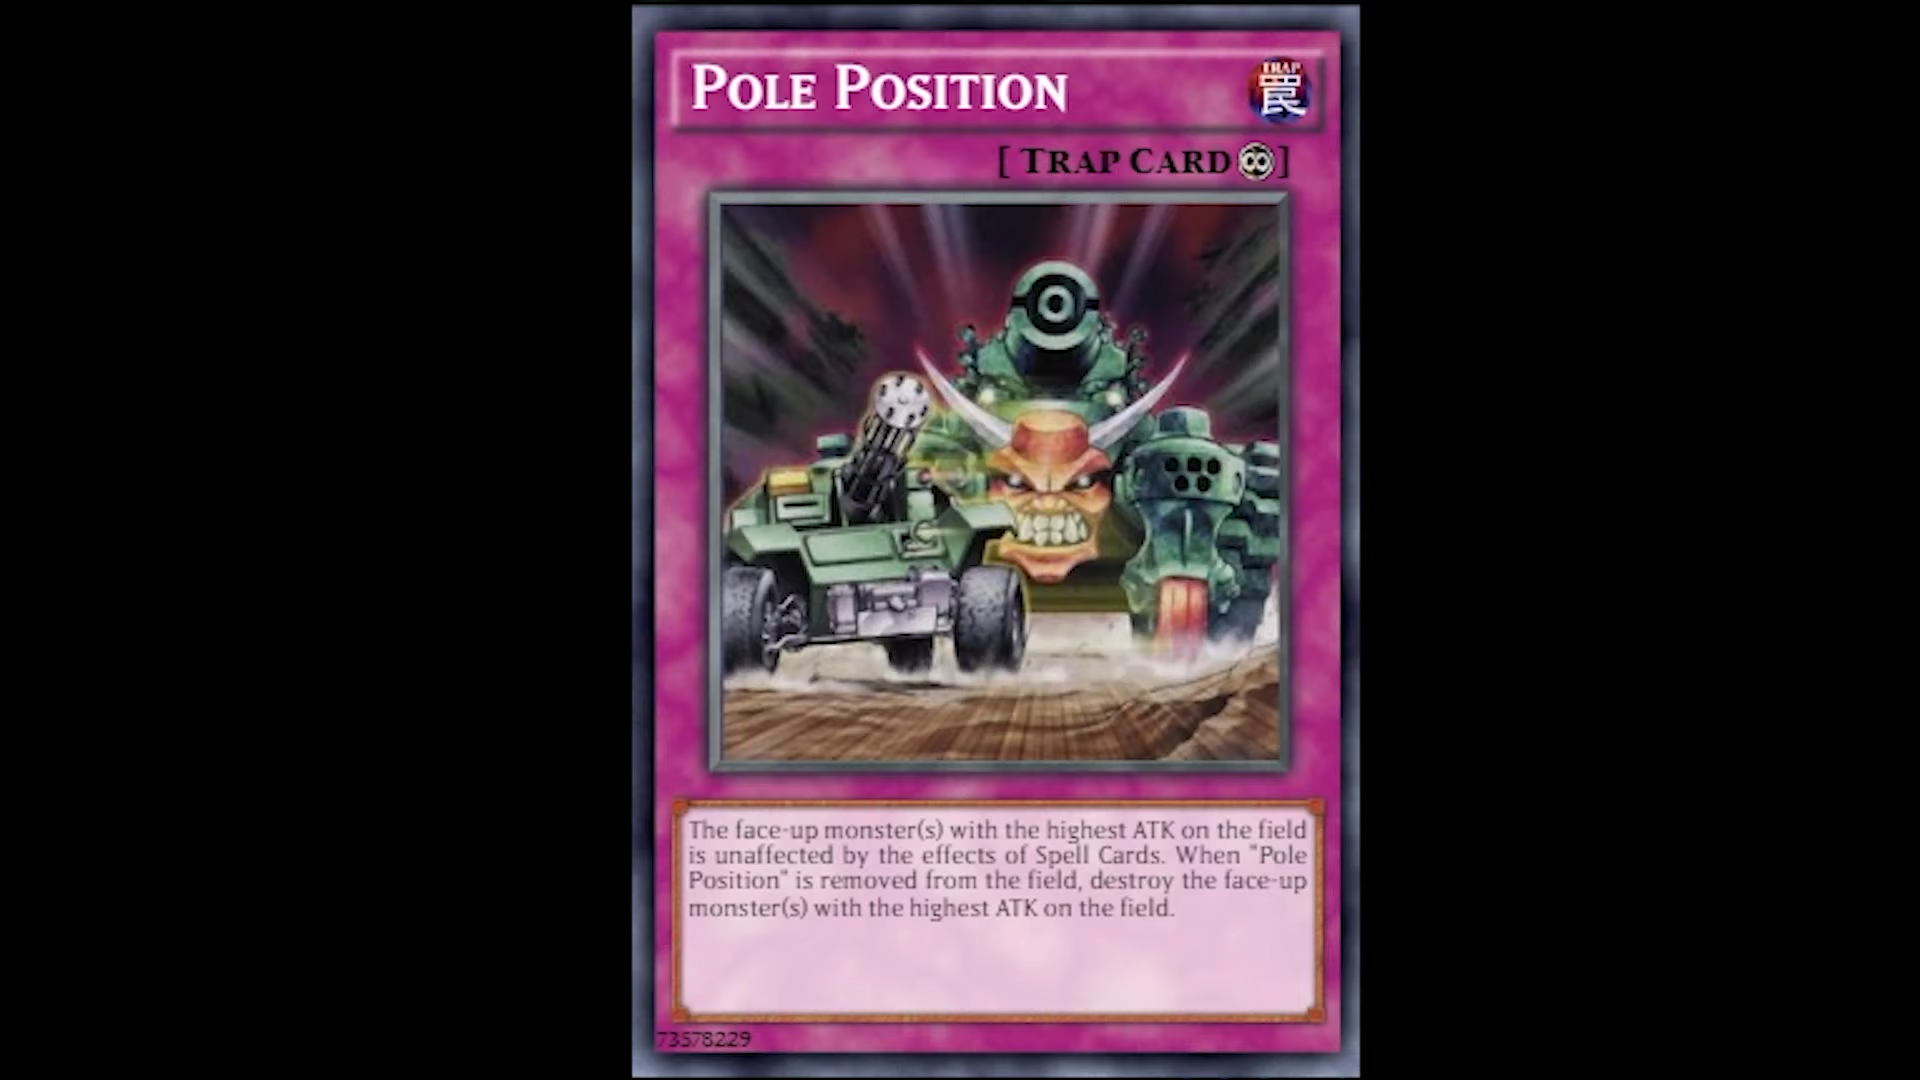 POLE POSITION
TRAP
罠
[ TRAP CARD ]
The face-up monster(s) with the highest ATK on the field
is unaffected by the effects of Spell Cards. When "Pole
Position" is removed from the field, destroy the face-up
monster(s) with the highest ATK on the field.
73578229